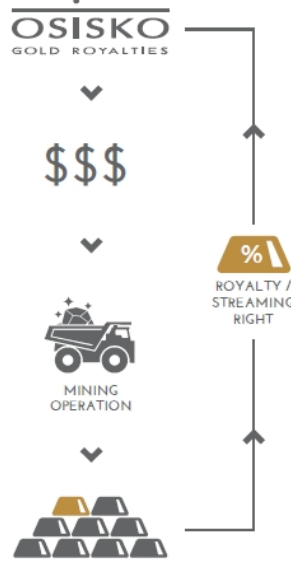 OSISKO
GOLD ROYALTIES
$$$
%
ROYALTY /
STREAMING
RIGHT
MINING
OPERATION